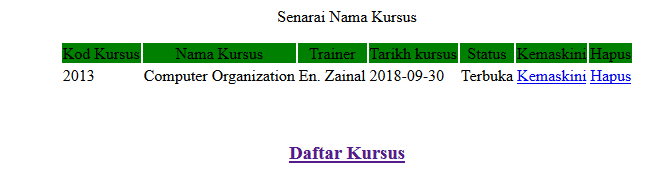 Senarai Nama Kursus
Kod Kursus Nama Kursus Trainer Tarikh kursus Status Kemaskini Hapus
2013 Computer Organization En. Zainal 2018-09-30 Terbuka Kemaskini Hapus
Daftar Kursus